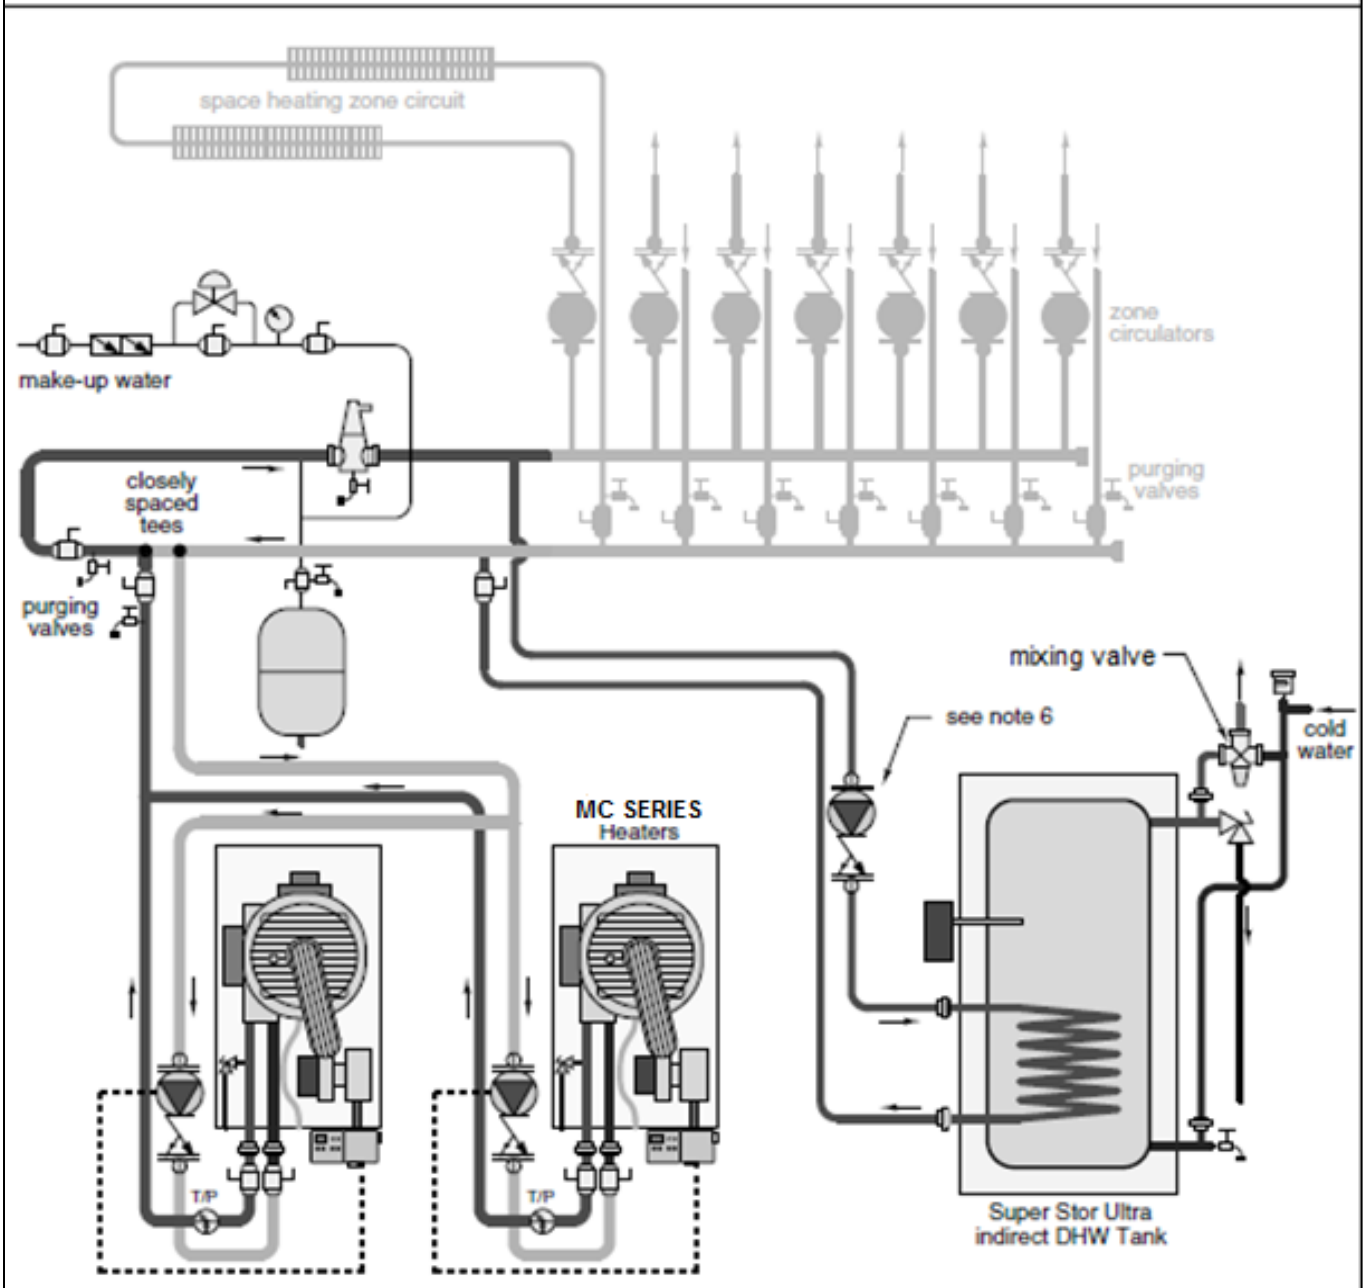 space heating zone circuit
zone
circulators
make-up water
closely
spaced
tees
purging
valves
purging
valves
mixing valve
see note 6
cold
water
MC SERIES
Heaters
T/P
T/P
Super Stor Ultra
indirect DHW Tank